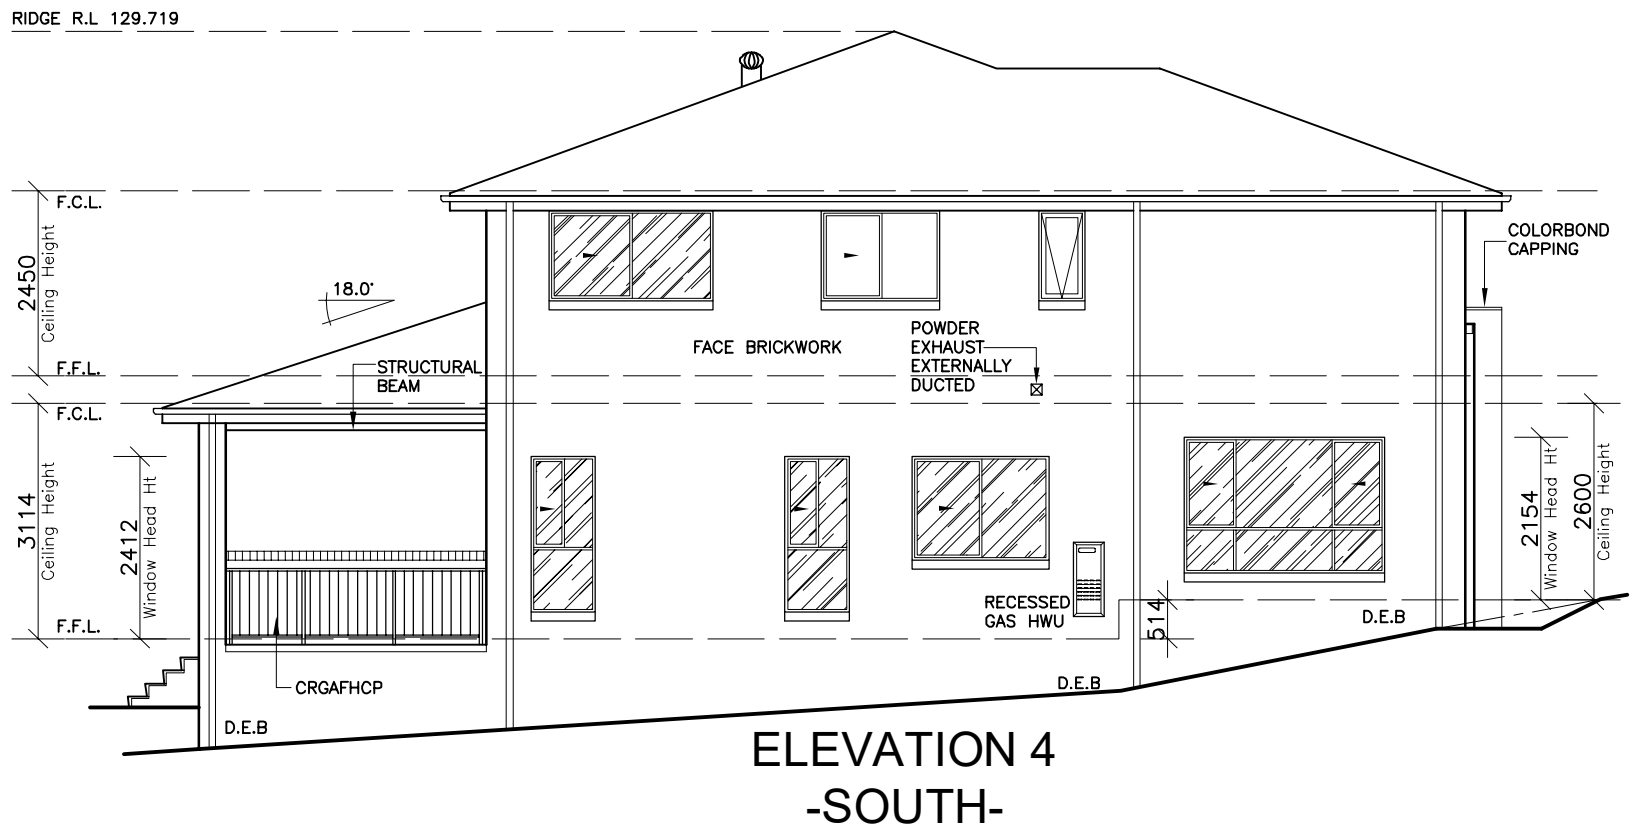 RIDGE R.L 129.719
F.C.L.
2450
Ceiling Height
18.0°
F.F.L.
STRUCTURAL
BEAM
F.C.L.
3114
Ceiling Height
2412
Window Head Ht
F.F.L.
CRGAFHCP
D.E.B
FACE BRICKWORK
POWDER
EXHAUST
EXTERNALLY
DUCTED
RECESSED
GAS HWU
514
D.E.B
D.E.B
COLORBOND
CAPPING
2154
Window Head Ht
2600
Ceiling Height
ELEVATION 4
-SOUTH-